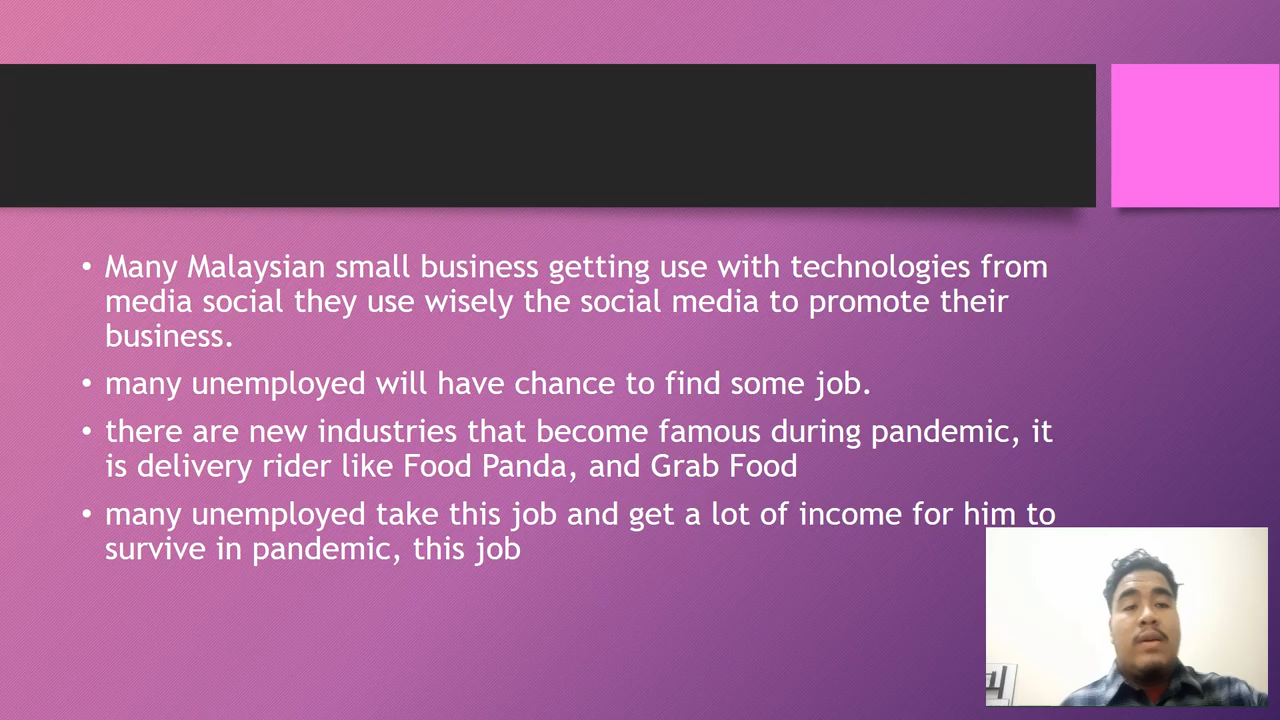 • Many Malaysian small business getting use with technologies from
media social they use wisely the social media to promote their
business.
• many unemployed will have chance to find some job.
• there are new industries that become famous during pandemic, it
is delivery rider like Food Panda, and Grab Food
• many unemployed take this job and get a lot of income for him to
survive in pandemic, this job